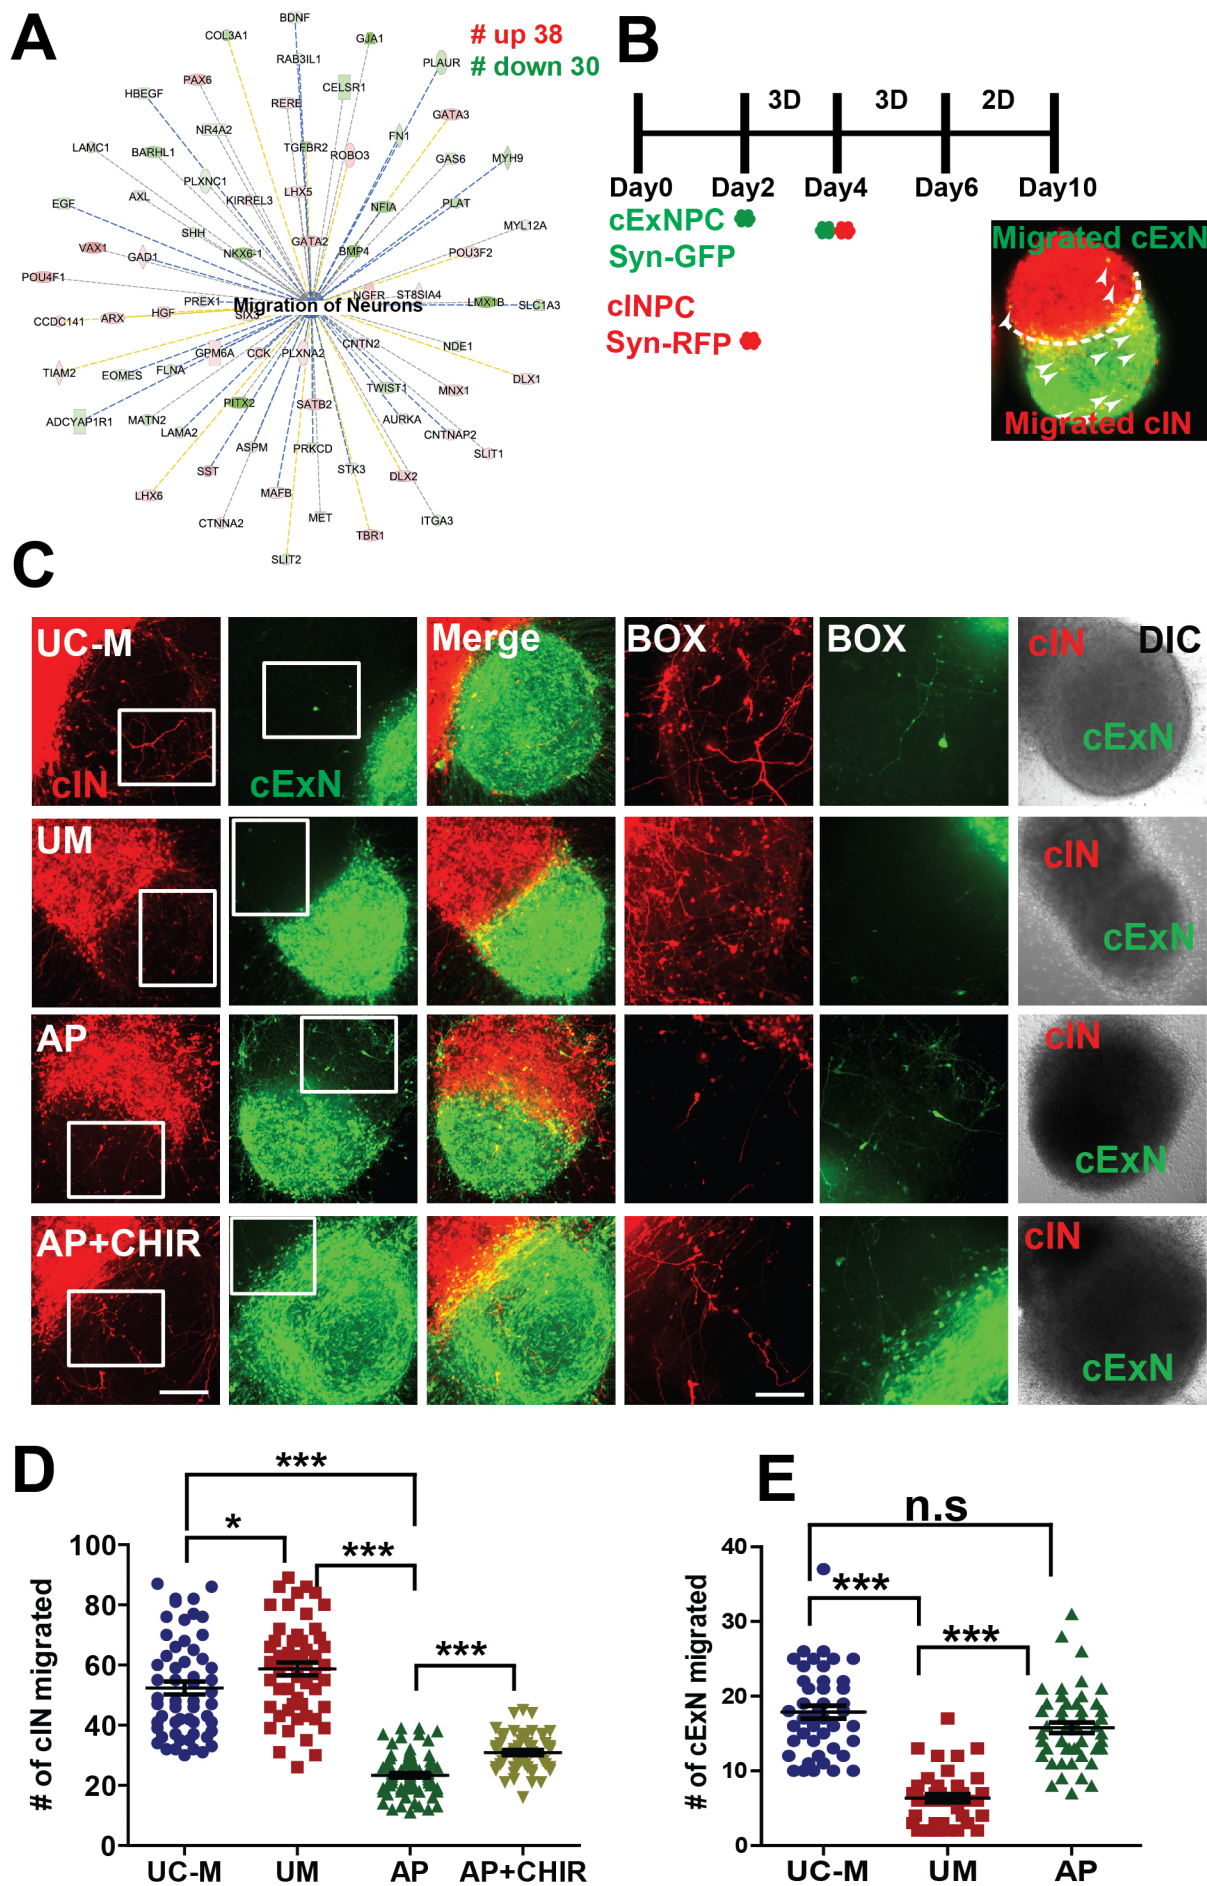 A
# up 38
# down 30
BDNF
COL3A1
GJA1
RAB3IL1
PLAUR
PAX6
CELSR1
HBEGF
RERE
GATA3
NR4A2
FN1
LAMC1
BARHL1
TGFBR2
ROBO3
GAS6
MYH9
PLXNC1
AXL
KIRREL3
LHX5
EGF
NFIA
PLAT
SHH
MYL12A
VAX1
GAD1
NKX6-1
GATA2
BMP4
POU3F2
POU4F1
PREX1
NGFR
ST8SIA4
LMX1B
SLC1A3
Migration of Neurons
CCDC141
ARX
HGF
SIX3
GPM6A
CCK
PLXNA2
CNTN2
NDE1
TIAM2
EOMES
FLNA
DLX1
TWIST1
MNX1
ADCYAP1R1
MATN2
PITX2
SATB2
AURKA
LAMA2
CNTNAP2
ASPM
PRKCD
SLIT1
SST
STK3
DLX2
LHX6
MAFB
CTNNA2
MET
ITGA3
TBR1
SLIT2
B
3D 3D 2D
Day0 Day2 Day4 Day6 Day10
cExNPC
Syn-GFP
cINPC
Syn-RFP
Migrated cExN
Migrated cIN
C
UC-M
cIN
cExN
Merge
BOX
BOX
cIN
DIC
cExN
UM
cIN
cExN
AP
cIN
cExN
AP+CHIR
cIN
cExN
D
***
*
***
***
# of cIN migrated
100
80
60
40
20
0
UC-M UM AP AP+CHIR
E
n.s
***
***
# of cExN migrated
40
30
20
10
0
UC-M UM AP